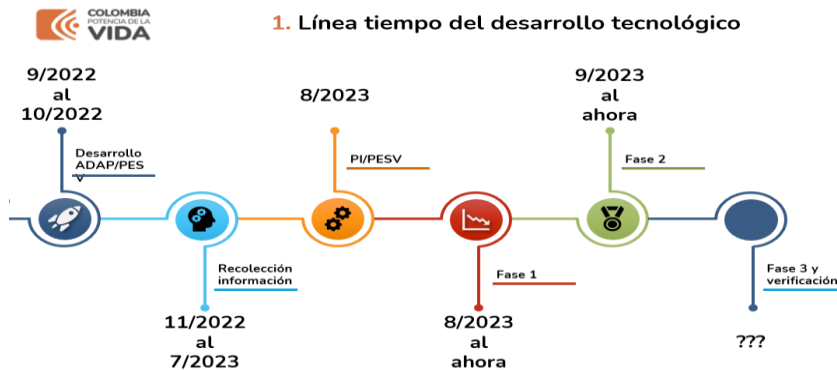 COLOMBIA
POTENCIA DE LA
VIDA
1. Línea tiempo del desarrollo tecnológico
9/2022
al
10/2022
Desarrollo
ADAP/PES
V
Recolección
información
11/2022
al
7/2023
8/2023
PI/PESV
Fase 1
8/2023
al
ahora
9/2023
al
ahora
Fase 2
Fase 3 y
verificación
???